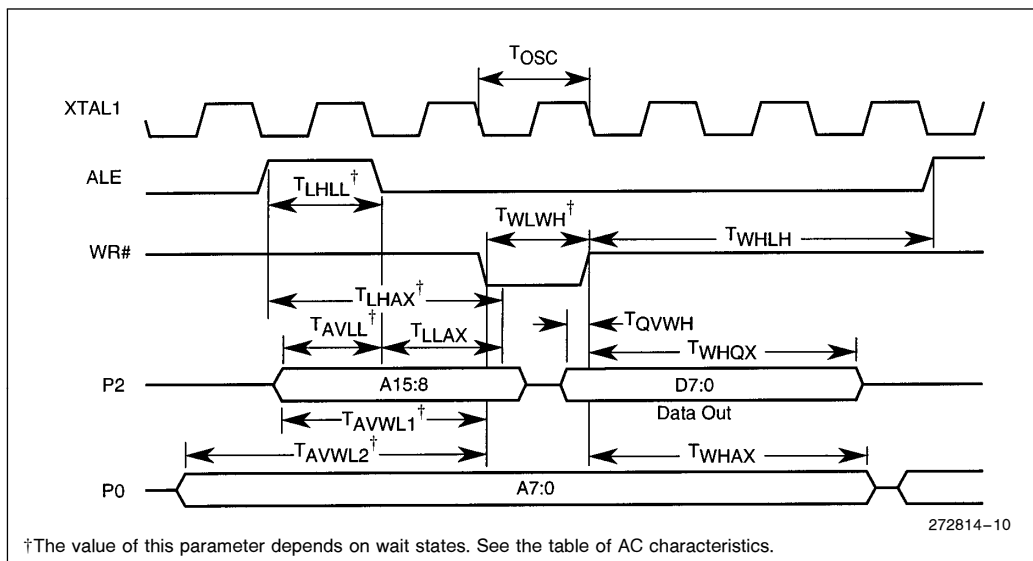 TOSC
XTAL1
ALE
TLHLL†
TWLWH†
TWHLH
WR#
TLHAX†
TQVWH
TAVLL†
TLLAX
TWHQX
P2
A15:8
D7:0
Data Out
TAVWL1†
TAVWL2†
TWHAX
P0
A7:0
272814–10
†The value of this parameter depends on wait states. See the table of AC characteristics.